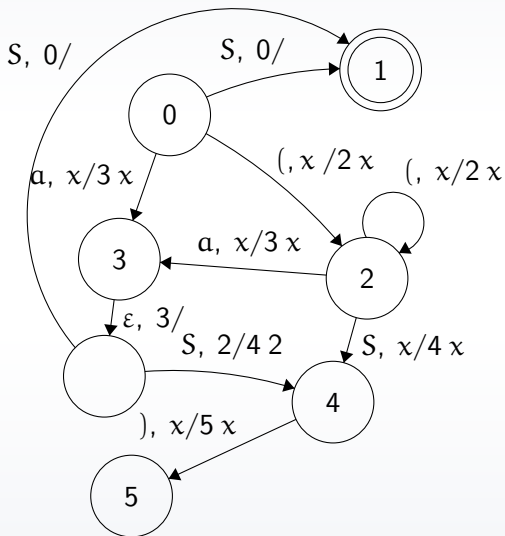 S, 0/
S, 0/
1
0
(, x /2 x
(, x/2 x
a, x/3 x
a, x/3 x
3
2
ε, 3/
S, 2/4 2
S, x/4 x
4
), x/5 x
5